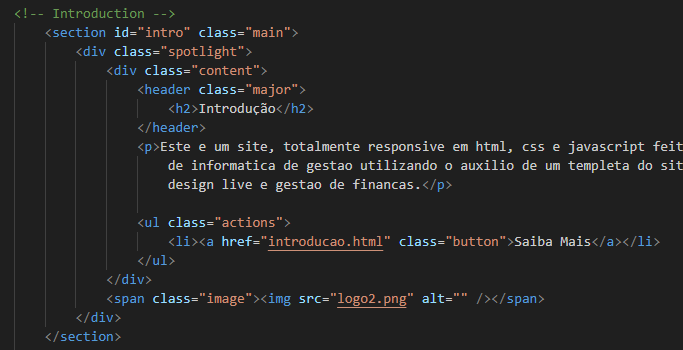 <!-- Introduction -->
<section id="intro" class="main">
<div class="spotlight">
<div class="content">
<header class="major">
<h2>Introdução</h2>
</header>
<p>Este e um site, totalmente responsive em html, css e javascript feit
de informatica de gestao utilizando o auxilio de um templeta do sit
design live e gestao de financas.</p>
<ul class="actions">
<li><a href="introducao.html" class="button">Saiba Mais</a></li>
</ul>
</div>
<span class="image"><img src="logo2.png" alt="" /></span>
</div>
</section>